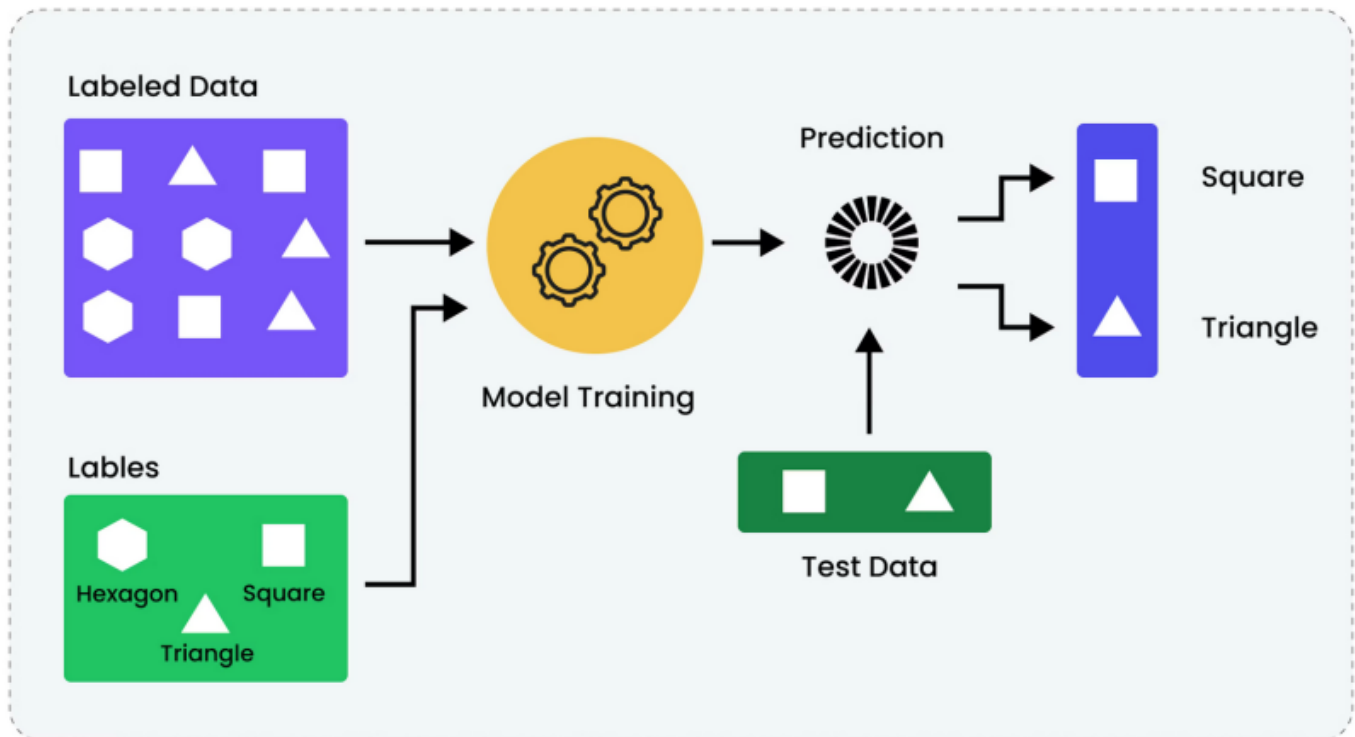 Labeled Data
Prediction
Square
Triangle
Model Training
Lables
Hexagon
Square
Triangle
Test Data